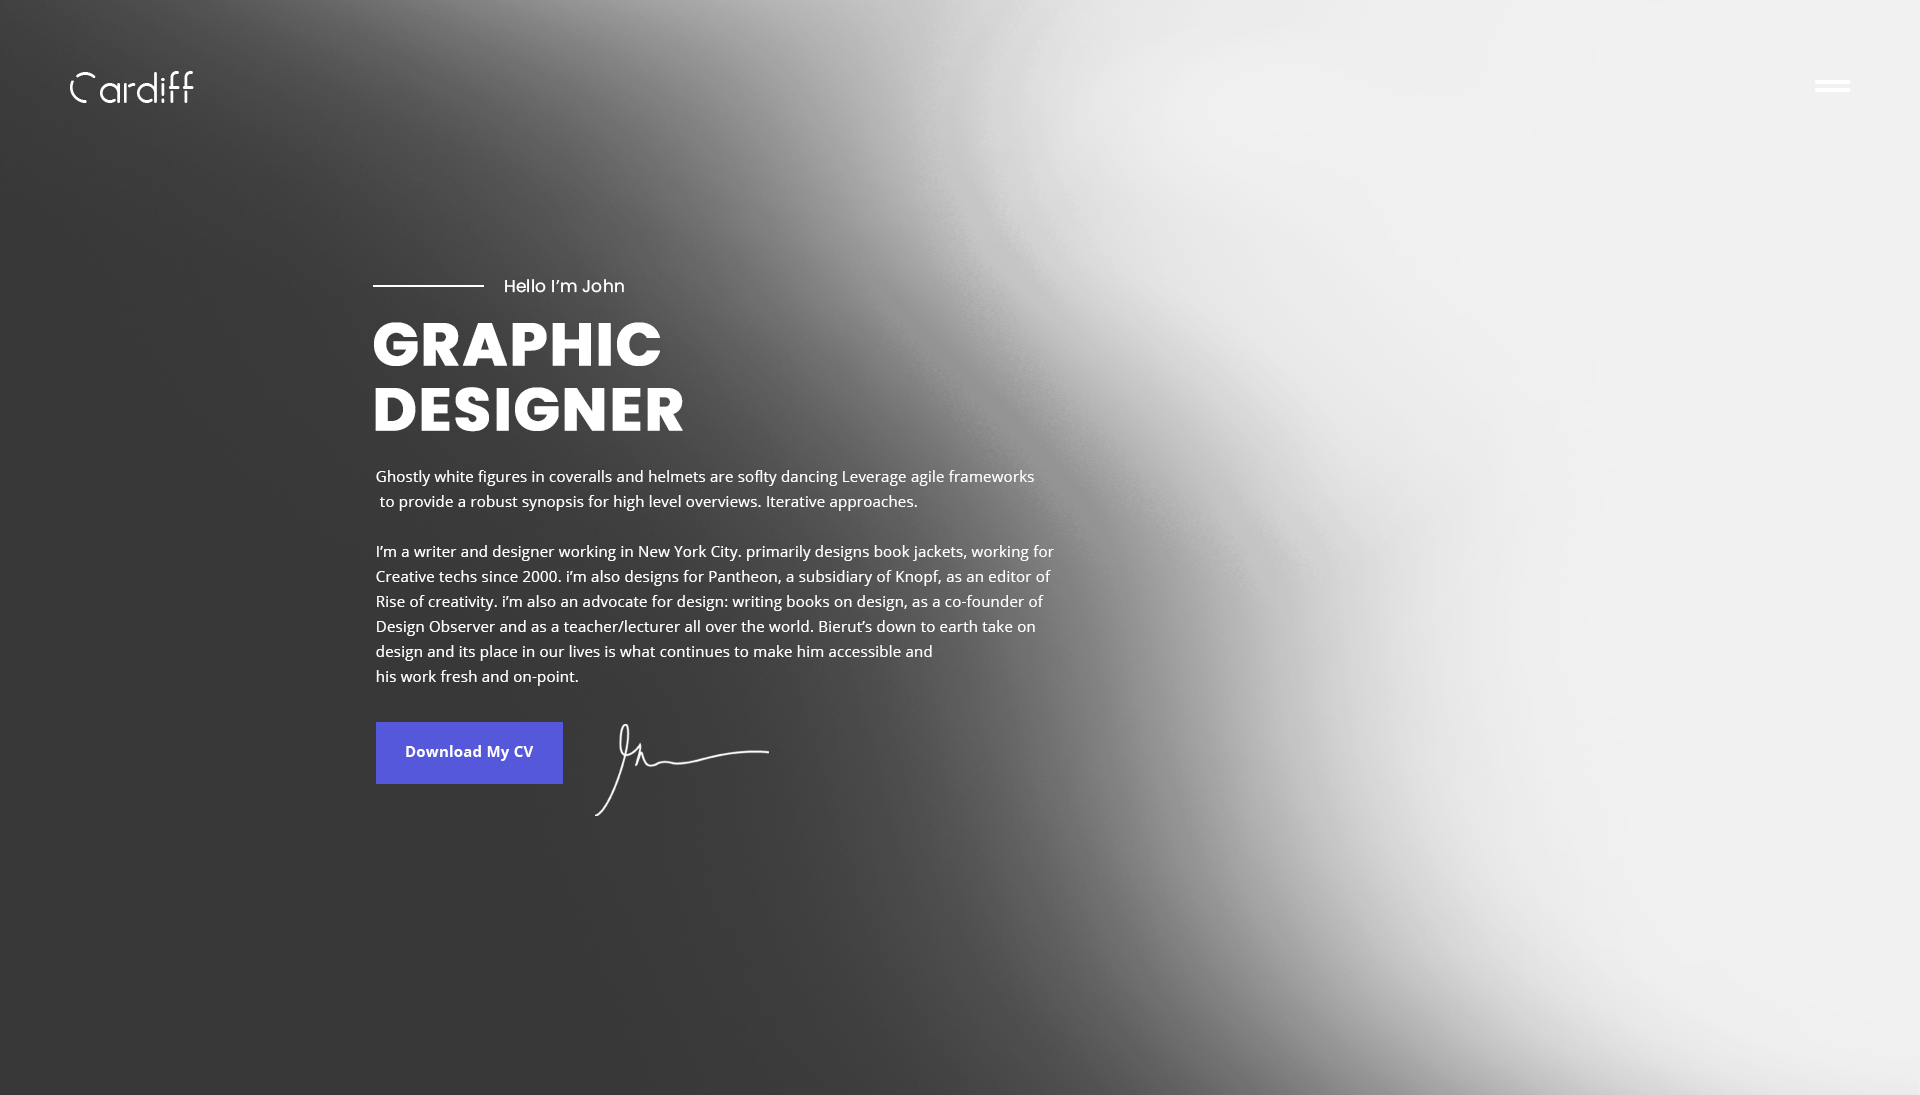 Cardiff
Hello I’m John
GRAPHIC
DESIGNER
Ghostly white figures in coveralls and helmets are soflty dancing Leverage agile frameworks
to provide a robust synopsis for high level overviews. Iterative approaches.
I’m a writer and designer working in New York City. primarily designs book jackets, working for
Creative techs since 2000. i’m also designs for Pantheon, a subsidiary of Knopf, as an editor of
Rise of creativity. i’m also an advocate for design: writing books on design, as a co-founder of
Design Observer and as a teacher/lecturer all over the world. Bierut’s down to earth take on
design and its place in our lives is what continues to make him accessible and
his work fresh and on-point.
Download My CV